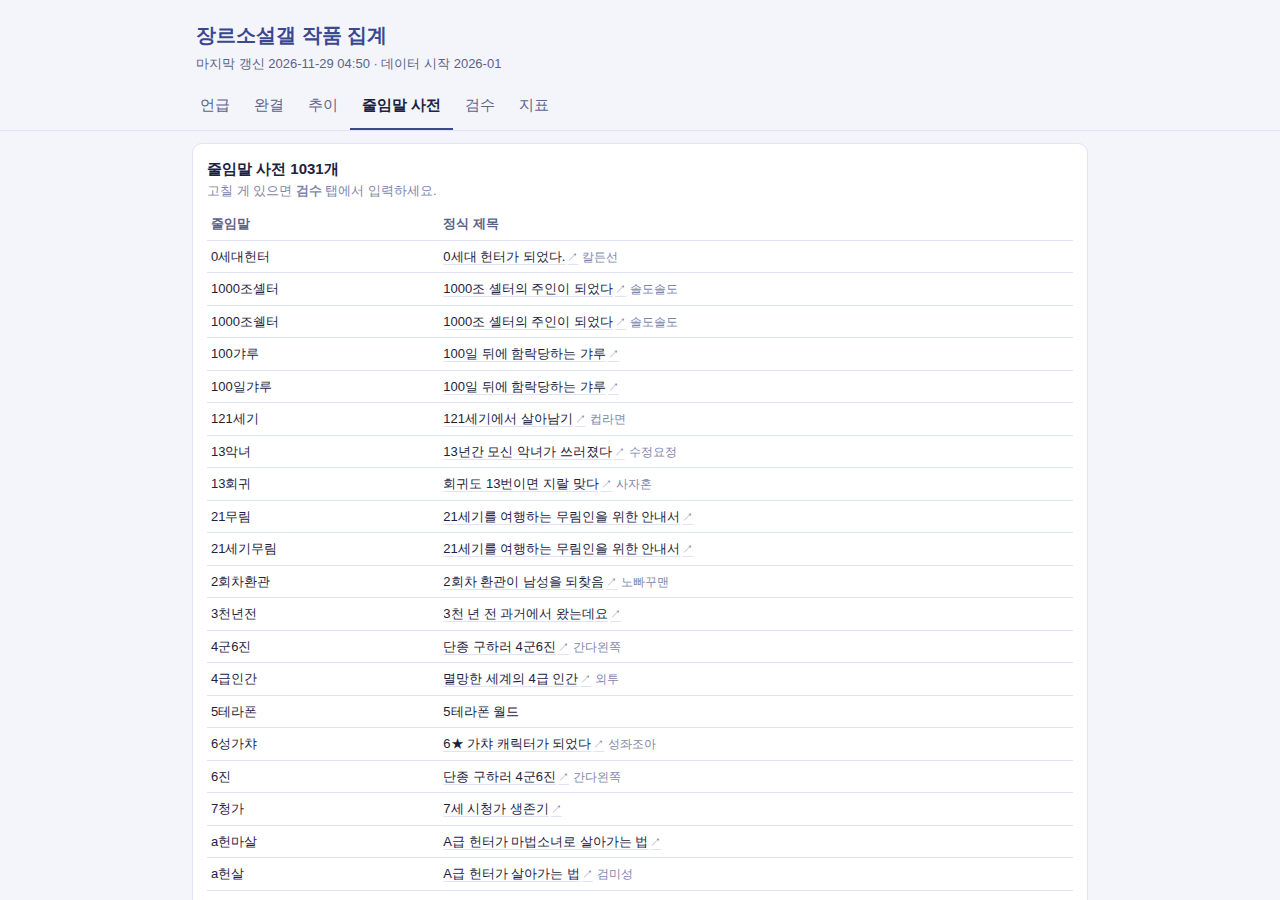 장르소설갤 작품 집계
마지막 갱신 2026-11-29 04:50 · 데이터 시작 2026-01
언급 완결 추이 줄임말 사전 검수 지표
줄임말 사전 1031개
고칠 게 있으면 검수 탭에서 입력하세요.
줄임말 정식 제목
0세대헌터 0세대 헌터가 되었다. ↗ 칼든선
1000조셸터 1000조 셸터의 주인이 되었다 ↗ 솔도솔도
1000조쉘터 1000조 셸터의 주인이 되었다 ↗ 솔도솔도
100갸루 100일 뒤에 함락당하는 갸루 ↗
100일갸루 100일 뒤에 함락당하는 갸루 ↗
121세기 121세기에서 살아남기 ↗ 컵라면
13악녀 13년간 모신 악녀가 쓰러졌다 ↗ 수정요정
13회귀 회귀도 13번이면 지랄 맞다 ↗ 사자혼
21무림 21세기를 여행하는 무림인을 위한 안내서 ↗
21세기무림 21세기를 여행하는 무림인을 위한 안내서 ↗
2회차환관 2회차 환관이 남성을 되찾음 ↗ 노빠꾸맨
3천년전 3천 년 전 과거에서 왔는데요 ↗
4군6진 단종 구하러 4군6진 ↗ 간다왼쪽
4급인간 멸망한 세계의 4급 인간 ↗ 외투
5테라폰 5테라폰 월드
6성가챠 6★ 가챠 캐릭터가 되었다 ↗ 성좌조아
6진 단종 구하러 4군6진 ↗ 간다왼쪽
7청가 7세 시청가 생존기 ↗
a헌마살 A급 헌터가 마법소녀로 살아가는 법 ↗
a헌살 A급 헌터가 살아가는 법 ↗ 검미성